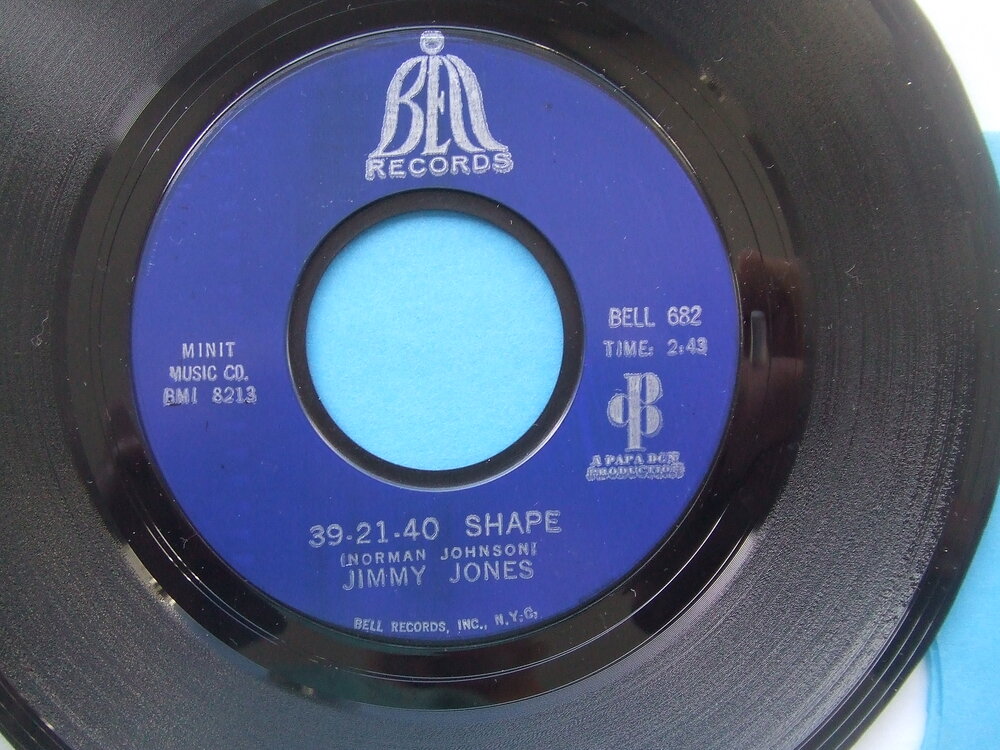 BELL
RECORDS
BELL 682
TIME: 2:43
MINIT
MUSIC CO.
BMI 8213
A PAPA DON
PRODUCTION
39-21-40 SHAPE
(NORMAN JOHNSON)
JIMMY JONES
BELL RECORDS, INC., N.Y.C.